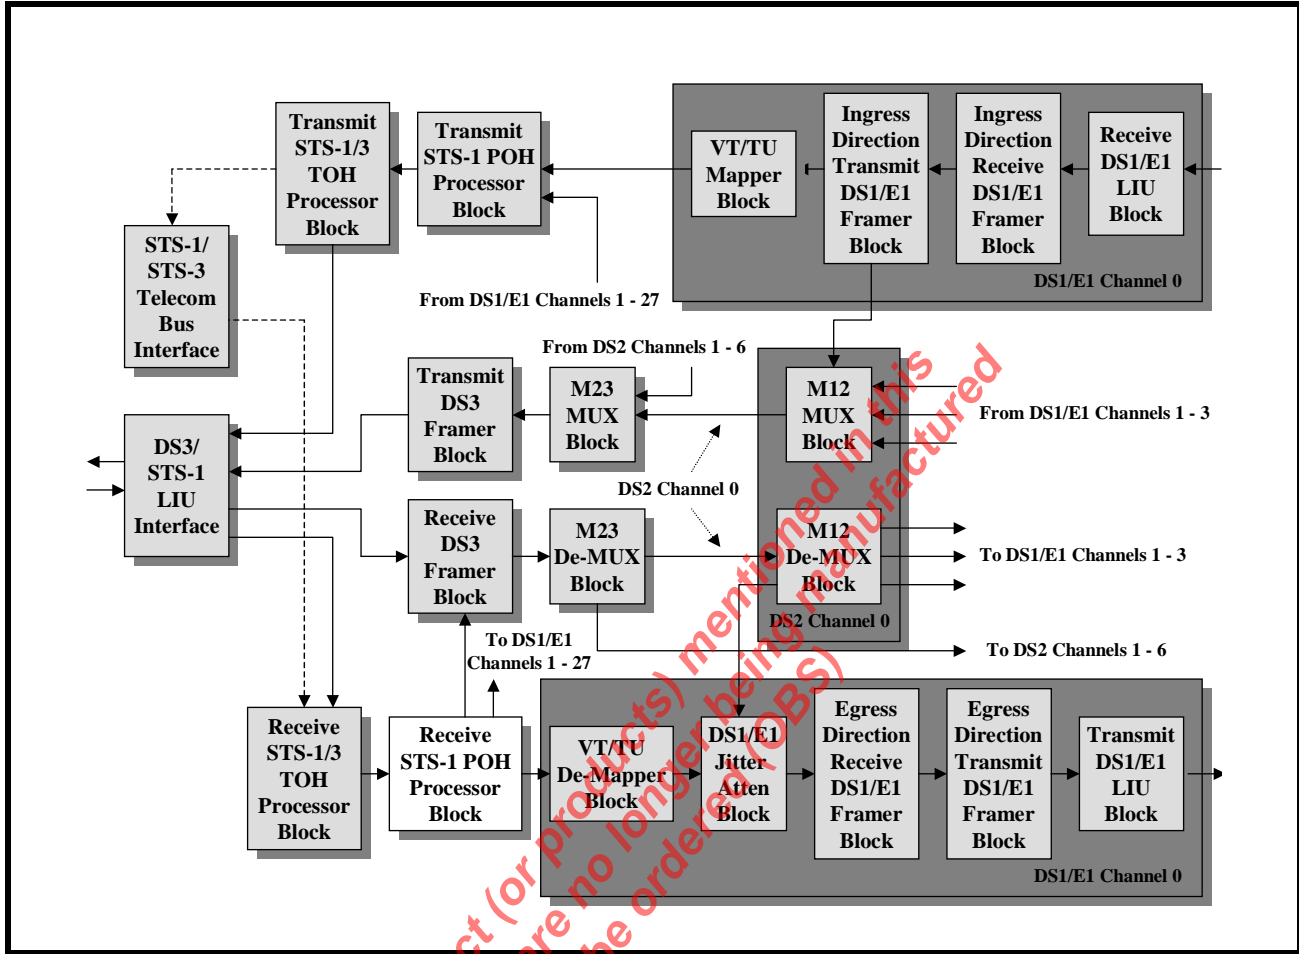 Transmit
STS-1/3
TOH
Processor
Block
Transmit
STS-1 POH
Processor
Block
VT/TU
Mapper
Block
Ingress
Direction
Transmit
DS1/E1
Framer
Block
Ingress
Direction
Receive
DS1/E1
Framer
Block
Receive
DS1/E1
LIU
Block
DS1/E1 Channel 0
STS-1/
STS-3
Telecom
Bus
Interface
From DS1/E1 Channels 1 - 27
From DS2 Channels 1 - 6
Transmit
DS3
Framer
Block
M23
MUX
Block
M12
MUX
Block
From DS1/E1 Channels 1 - 3
DS3/
STS-1
LIU
Interface
DS2 Channel 0
Receive
DS3
Framer
Block
M23
De-MUX
Block
M12
De-MUX
Block
DS2 Channel 0
To DS1/E1 Channels 1 - 3
To DS1/E1
Channels 1 - 27
To DS2 Channels 1 - 6
Receive
STS-1/3
TOH
Processor
Block
Receive
STS-1 POH
Processor
Block
VT/TU
De-Mapper
Block
DS1/E1
Jitter
Atten
Block
Egress
Direction
Receive
DS1/E1
Framer
Block
Egress
Direction
Transmit
DS1/E1
Framer
Block
Transmit
DS1/E1
LIU
Block
DS1/E1 Channel 0
ct (or products) mentioned in this
are no longer being manufactured
be ordered (OBS)